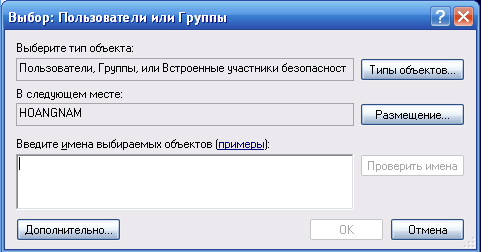 Выбор: Пользователи или Группы
Выберите тип объекта:
Пользователи, Группы, или Встроенные участники безопасност
Типы объектов...
В следующем месте:
HOANGNAM
Размещение...
Введите имена выбираемых объектов (примеры):
Проверить имена
Дополнительно...
OK
Отмена